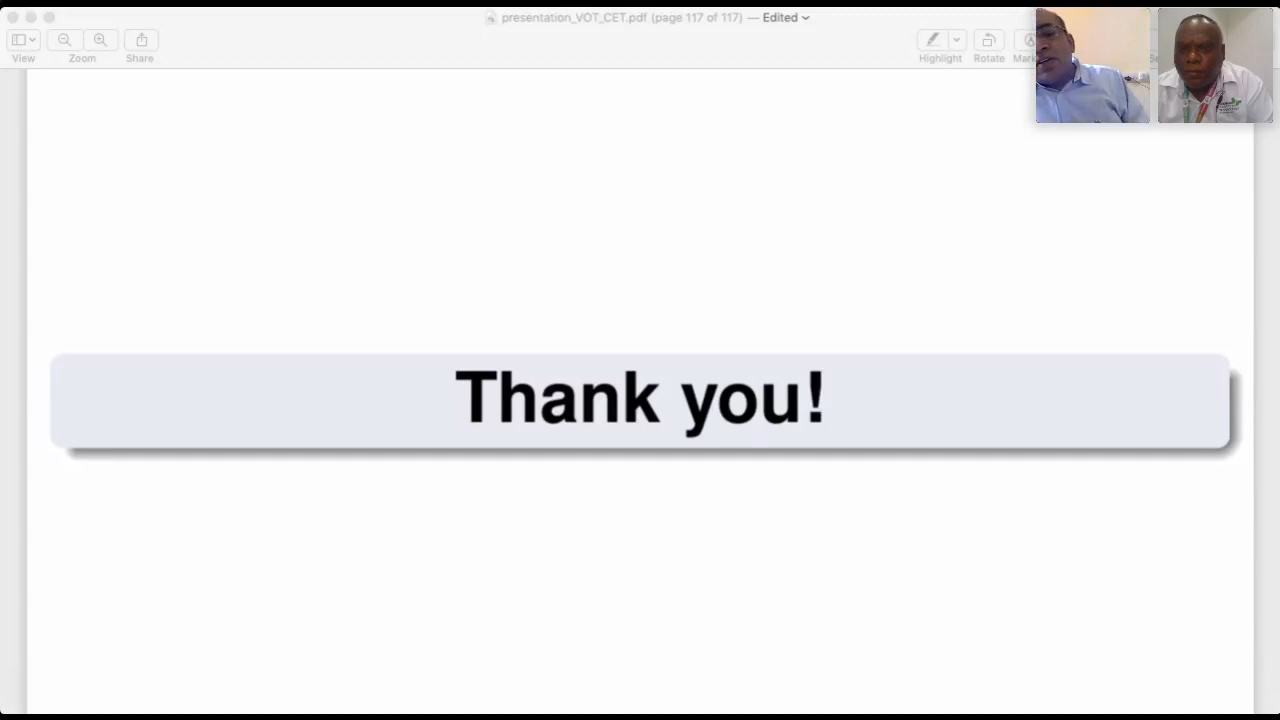 presentation_VOT_CET.pdf (page 117 of 117) — Edited
View
Zoom
Share
Highlight
Rotate
Thank you!